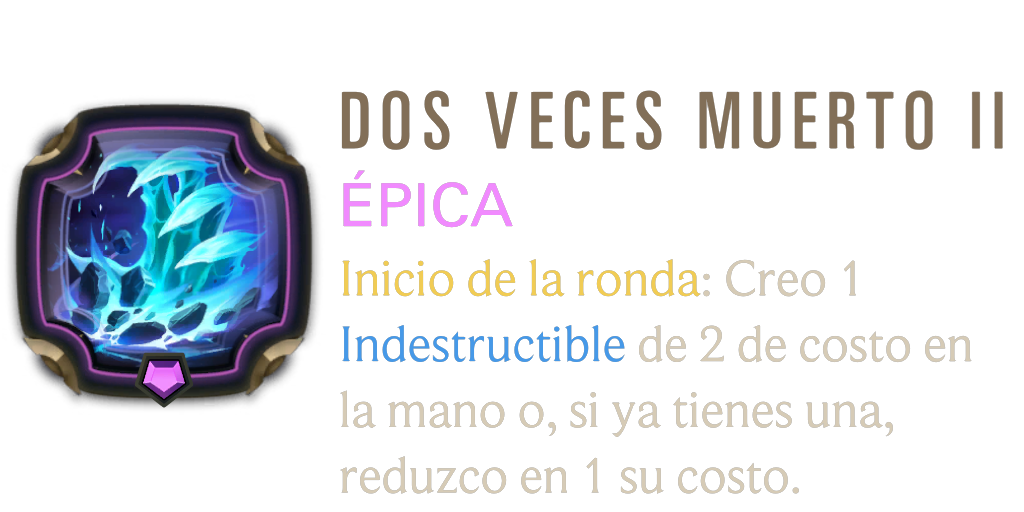 DOS VECES MUERTO II
ÉPICA
Inicio de la ronda: Creo 1
Indestructible de 2 de costo en
la mano o, si ya tienes una,
reduzco en 1 su costo.